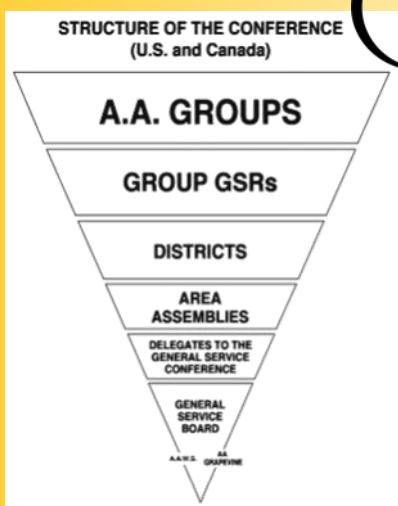 STRUCTURE OF THE CONFERENCE
(U.S. and Canada)
A.A. GROUPS
GROUP GSRs
DISTRICTS
AREA
ASSEMBLIES
DELEGATES TO THE
GENERAL SERVICE
CONFERENCE
GENERAL
SERVICE
BOARD
A.A.W.S.
AA
GRAPEVINE